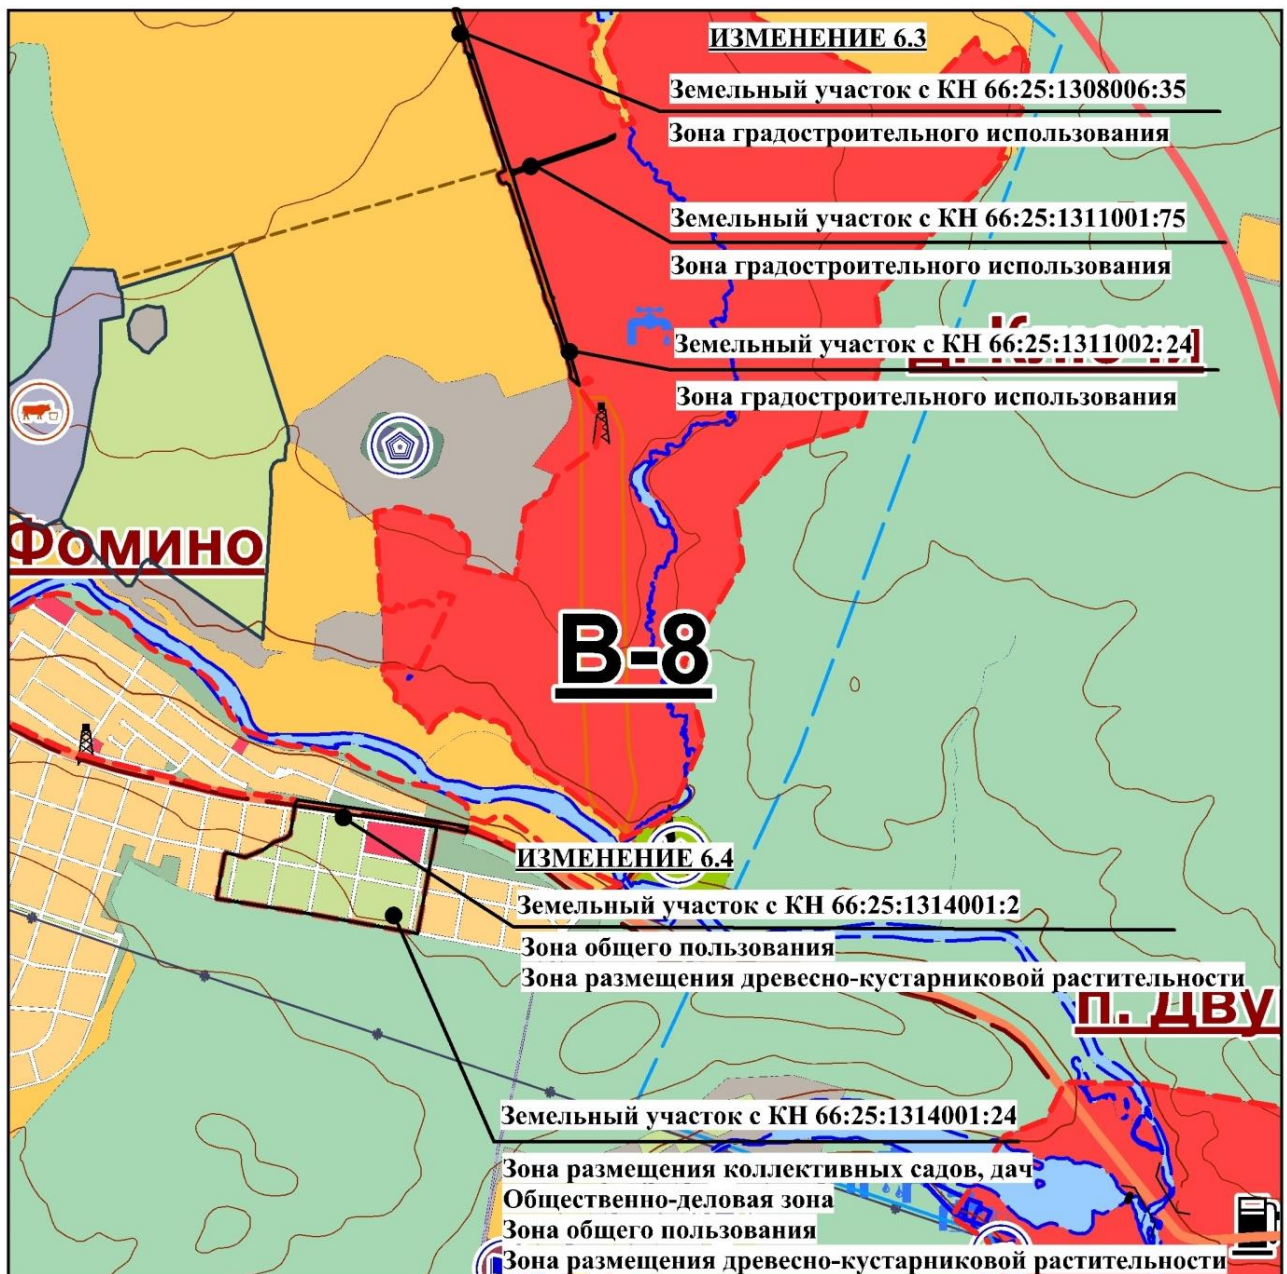 ИЗМЕНЕНИЕ 6.3
Земельный участок с КН 66:25:1308006:35
Зона градостроительного использования
Земельный участок с КН 66:25:1311001:75
Зона градостроительного использования
Земельный участок с КН 66:25:1311002:24
Зона градостроительного использования
Фомино
В-8
ИЗМЕНЕНИЕ 6.4
Земельный участок с КН 66:25:1314001:2
Зона общего пользования
Зона размещения древесно-кустарниковой растительности
п. Дву
Земельный участок с КН 66:25:1314001:24
Зона размещения коллективных садов, дач
Общественно-деловая зона
Зона общего пользования
Зона размещения древесно-кустарниковой растительности